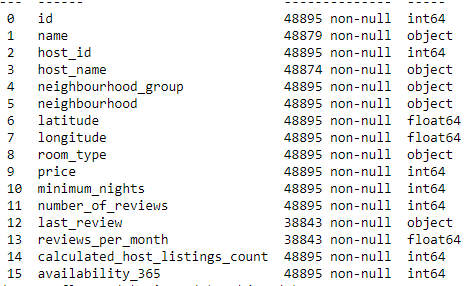 --- ------ -------------- -----
0 id 48895 non-null int64
1 name 48879 non-null object
2 host_id 48895 non-null int64
3 host_name 48874 non-null object
4 neighbourhood_group 48895 non-null object
5 neighbourhood 48895 non-null object
6 latitude 48895 non-null float64
7 longitude 48895 non-null float64
8 room_type 48895 non-null object
9 price 48895 non-null int64
10 minimum_nights 48895 non-null int64
11 number_of_reviews 48895 non-null int64
12 last_review 38843 non-null object
13 reviews_per_month 38843 non-null float64
14 calculated_host_listings_count 48895 non-null int64
15 availability_365 48895 non-null int64